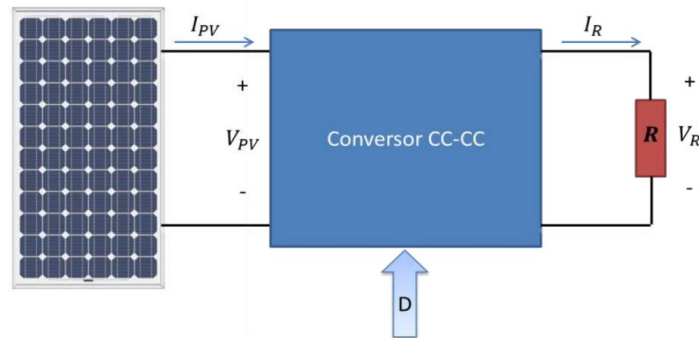 I_PV
I_R
+
+
V_PV
Conversor CC-CC
R
V_R
-
-
D